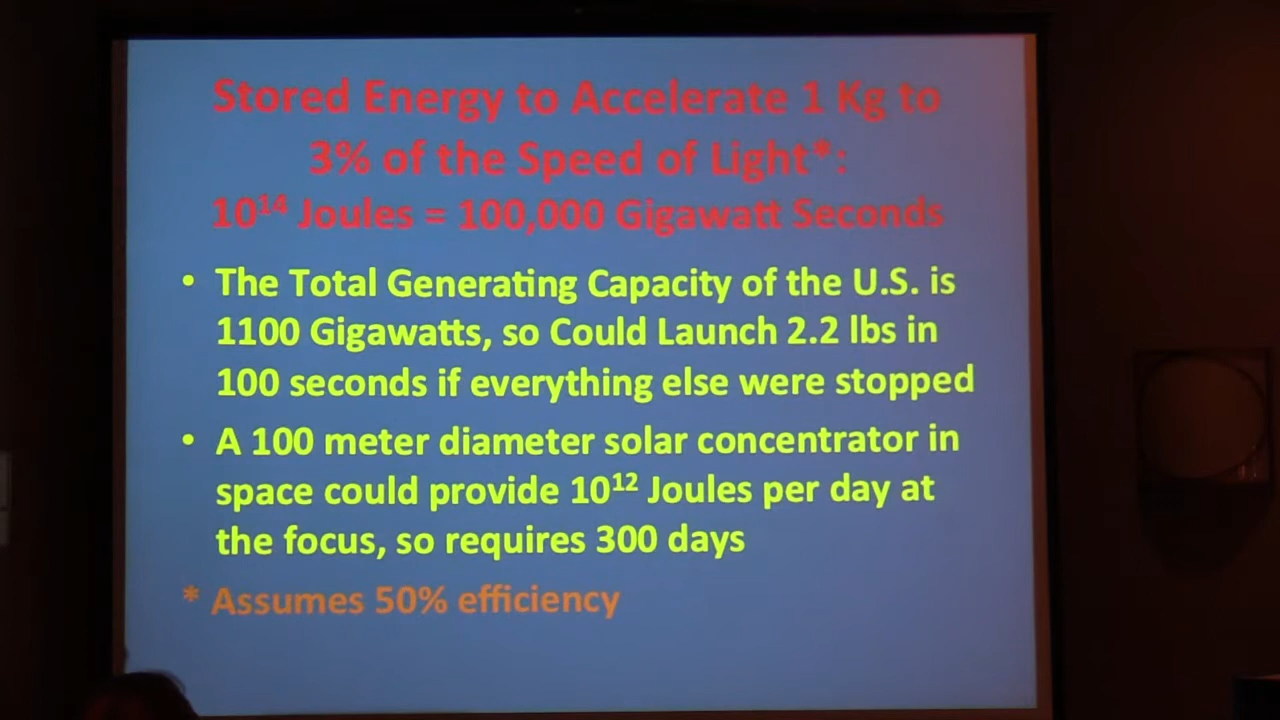 Stored Energy to Accelerate 1 Kg to
3% of the Speed of Light*:
10¹⁴ Joules = 100,000 Gigawatt Seconds
• The Total Generating Capacity of the U.S. is
1100 Gigawatts, so Could Launch 2.2 lbs in
100 seconds if everything else were stopped
• A 100 meter diameter solar concentrator in
space could provide 10¹² Joules per day at
the focus, so requires 300 days
* Assumes 50% efficiency